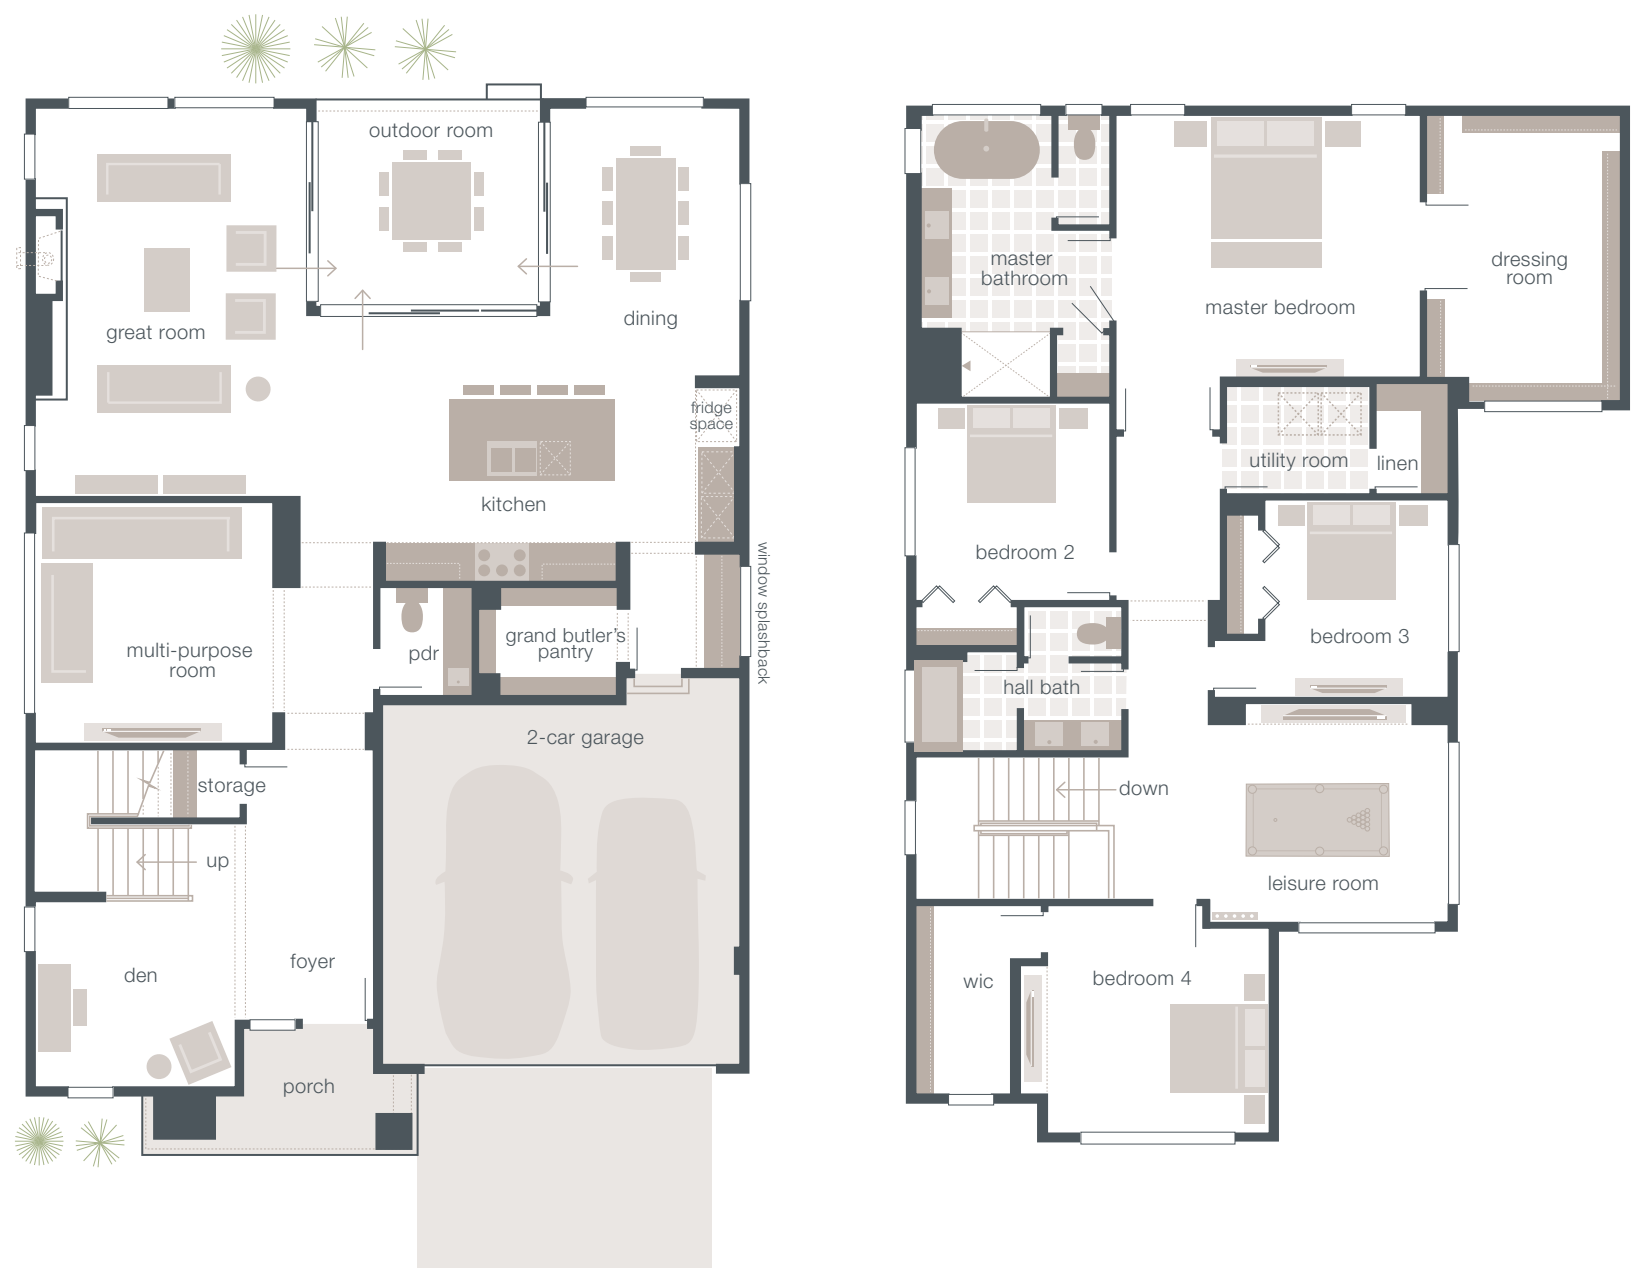 outdoor room
great room
dining
fridge
space
kitchen
window splashback
multi-purpose
room
pdr
grand butler's
pantry
2-car garage
storage
up
den
foyer
porch
master
bathroom
master bedroom
dressing
room
utility room
linen
bedroom 2
bedroom 3
hall bath
down
leisure room
wic
bedroom 4